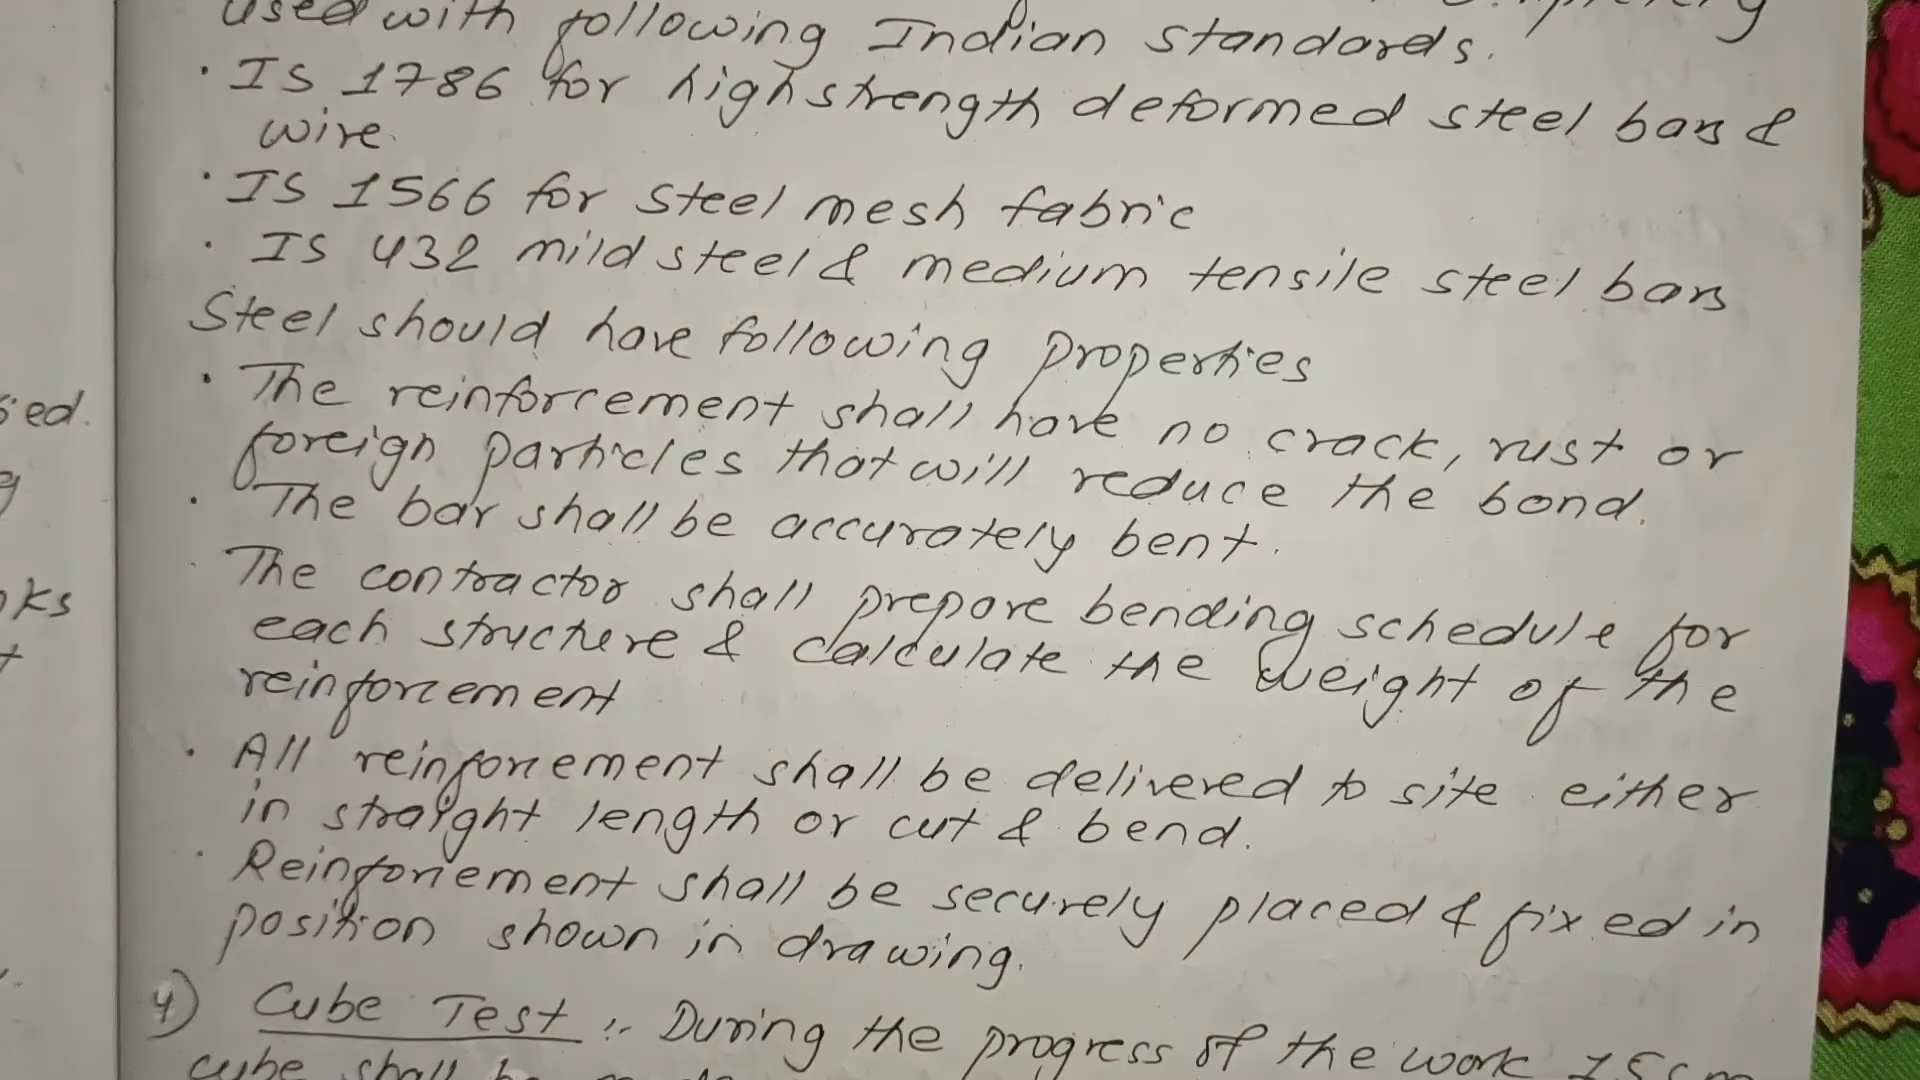 used with following Indian standards.
· IS 1786 for high strength deformed steel bars &
wire.
· IS 1566 for steel mesh fabric
· IS 432 mild steel & medium tensile steel bars
Steel should have following properties
· The reinforcement shall have no crack, rust or
foreign particles that will reduce the bond.
· The bar shall be accurately bent.
· The contractor shall prepare bending schedule for
each structure & calculate the weight of the
reinforcement
· All reinforcement shall be delivered to site either
in straight length or cut & bend.
· Reinforcement shall be securely placed & fixed in
position shown in drawing.
4) Cube Test :- During the progress of the work 15cm
cube shall be